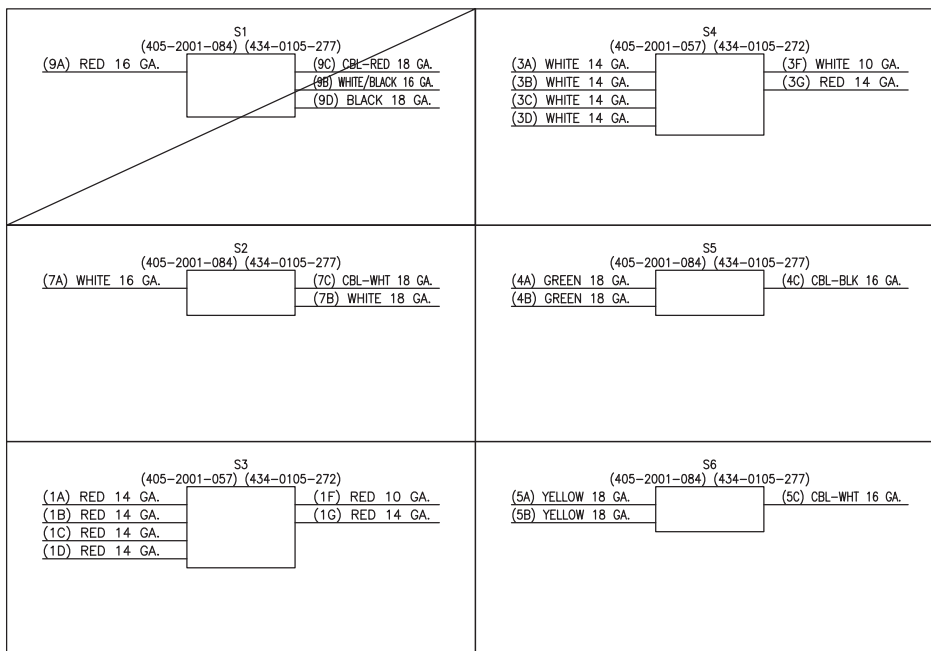 S1
(405-2001-084) (434-0105-277)
(9A) RED 16 GA.
(9C) CBL-RED 18 GA.
(9B) WHITE/BLACK 16 GA.
(9D) BLACK 18 GA.
S4
(405-2001-057) (434-0105-272)
(3A) WHITE 14 GA.
(3B) WHITE 14 GA.
(3C) WHITE 14 GA.
(3D) WHITE 14 GA.
(3F) WHITE 10 GA.
(3G) RED 14 GA.
S2
(405-2001-084) (434-0105-277)
(7A) WHITE 16 GA.
(7C) CBL-WHT 18 GA.
(7B) WHITE 18 GA.
S5
(405-2001-084) (434-0105-277)
(4A) GREEN 18 GA.
(4B) GREEN 18 GA.
(4C) CBL-BLK 16 GA.
S3
(405-2001-057) (434-0105-272)
(1A) RED 14 GA.
(1B) RED 14 GA.
(1C) RED 14 GA.
(1D) RED 14 GA.
(1F) RED 10 GA.
(1G) RED 14 GA.
S6
(405-2001-084) (434-0105-277)
(5A) YELLOW 18 GA.
(5B) YELLOW 18 GA.
(5C) CBL-WHT 16 GA.